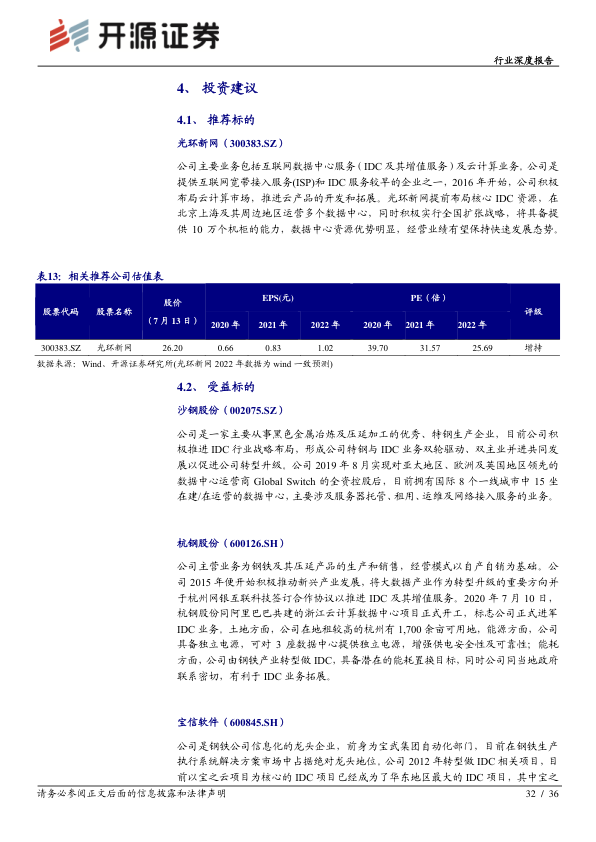 开源证券
行业深度报告
4、 投资建议
4.1、 推荐标的
光环新网（300383.SZ）
公司主要业务包括互联网数据中心服务（IDC 及其增值服务）及云计算业务。公司是
提供互联网宽带接入服务(ISP)和 IDC 服务较早的企业之一，2016 年开始，公司积极
布局云计算市场，推进云产品的开发和拓展。光环新网提前布局核心 IDC 资源，在
北京上海及其周边地区运营多个数据中心，同时积极实行全国扩张战略，将具备提
供 10 万个机柜的能力，数据中心资源优势明显，经营业绩有望保持快速发展态势。
表13：相关推荐公司估值表
股票代码 股票名称 股价（7 月 13 日） EPS(元) PE（倍） 评级
2020 年 2021 年 2022 年 2020 年 2021 年 2022 年
300383.SZ 光环新网 26.20 0.66 0.83 1.02 39.70 31.57 25.69 增持
数据来源：Wind、开源证券研究所(光环新网 2022 年数据为 wind 一致预测)
4.2、 受益标的
沙钢股份（002075.SZ）
公司是一家主要从事黑色金属冶炼及压延加工的优秀、特钢生产企业，目前公司积
极推进 IDC 行业战略布局，形成公司特钢与 IDC 业务双轮驱动、双主业并进共同发
展以促进公司转型升级。公司 2019 年 8 月实现对亚太地区、欧洲及英国地区领先的
数据中心运营商 Global Switch 的全资控股后，目前拥有国际 8 个一线城市中 15 座
在建/在运营的数据中心，主要涉及服务器托管、租用、运维及网络接入服务的业务。
杭钢股份（600126.SH）
公司主营业务为钢铁及其压延产品的生产和销售，经营模式以自产自销为基础。公
司 2015 年便开始积极推动新兴产业发展，将大数据产业作为转型升级的重要方向并
于杭州网银互联科技签订合作协议以推进 IDC 及其增值服务。2020 年 7 月 10 日，
杭钢股份同阿里巴巴共建的浙江云计算数据中心项目正式开工，标志公司正式进军
IDC 业务。土地方面，公司在地租较高的杭州有 1,700 余亩可用地，能源方面，公司
具备独立电源，可对 3 座数据中心提供独立电源，增强供电安全性及可靠性；能耗
方面，公司由钢铁产业转型做 IDC，具备潜在的能耗置换目标，同时公司同当地政府
联系密切，有利于 IDC 业务拓展。
宝信软件（600845.SH）
公司是钢铁公司信息化的龙头企业，前身为宝武集团自动化部门，目前在钢铁生产
执行系统解决方案市场中占据绝对龙头地位。公司 2012 年转型做 IDC 相关项目，目
前以宝之云项目为核心的 IDC 项目已经成为了华东地区最大的 IDC 项目，其中宝之
请务必参阅正文后面的信息披露和法律声明
32 / 36